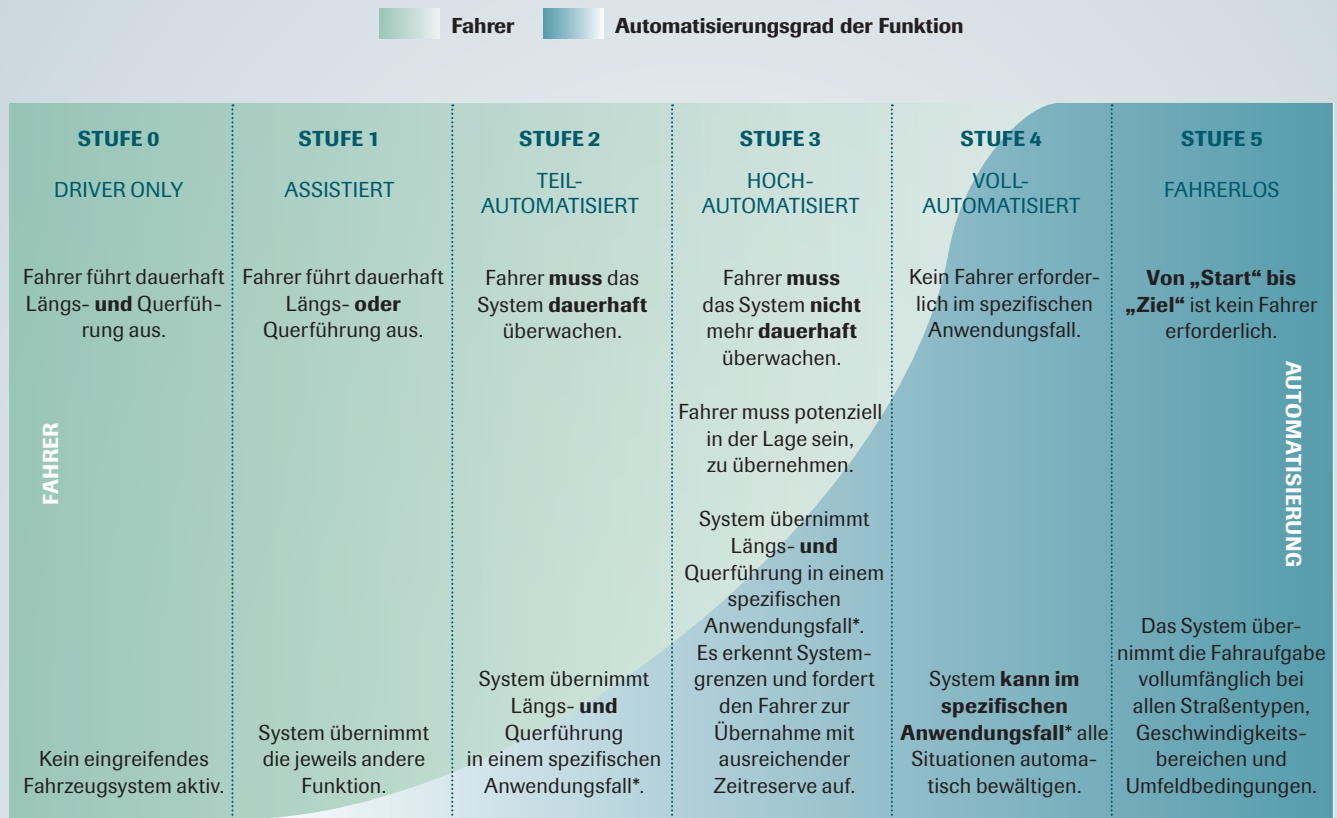 Fahrer
Automatisierungsgrad der Funktion
STUFE 0
DRIVER ONLY
Fahrer führt dauerhaft
Längs- und Querfüh-
rung aus.
Kein eingreifendes
Fahrzeugsystem aktiv.
STUFE 1
ASSISTIERT
Fahrer führt dauerhaft
Längs- oder
Querführung aus.
System übernimmt
die jeweils andere
Funktion.
STUFE 2
TEIL-
AUTOMATISIERT
Fahrer muss das
System dauerhaft
überwachen.
System übernimmt
Längs- und
Querführung
in einem spezifischen
Anwendungsfall*.
STUFE 3
HOCH-
AUTOMATISIERT
Fahrer muss
das System nicht
mehr dauerhaft
überwachen.
Fahrer muss potenziell
in der Lage sein,
zu übernehmen.
System übernimmt
Längs- und
Querführung in einem
spezifischen
Anwendungsfall*.
Es erkennt System-
grenzen und fordert
den Fahrer zur
Übernahme mit
ausreichender
Zeitreserve auf.
STUFE 4
VOLL-
AUTOMATISIERT
Kein Fahrer erforder-
lich im spezifischen
Anwendungsfall.
System kann im
spezifischen
Anwendungsfall* alle
Situationen automa-
tisch bewältigen.
STUFE 5
FAHRERLOS
Von „Start“ bis
„Ziel“ ist kein Fahrer
erforderlich.
Das System über-
nimmt die Fahraufgabe
vollumfänglich bei
allen Straßentypen,
Geschwindigkeits-
bereichen und
Umfeldbedingungen.
FAHRER
AUTOMATISIERUNG